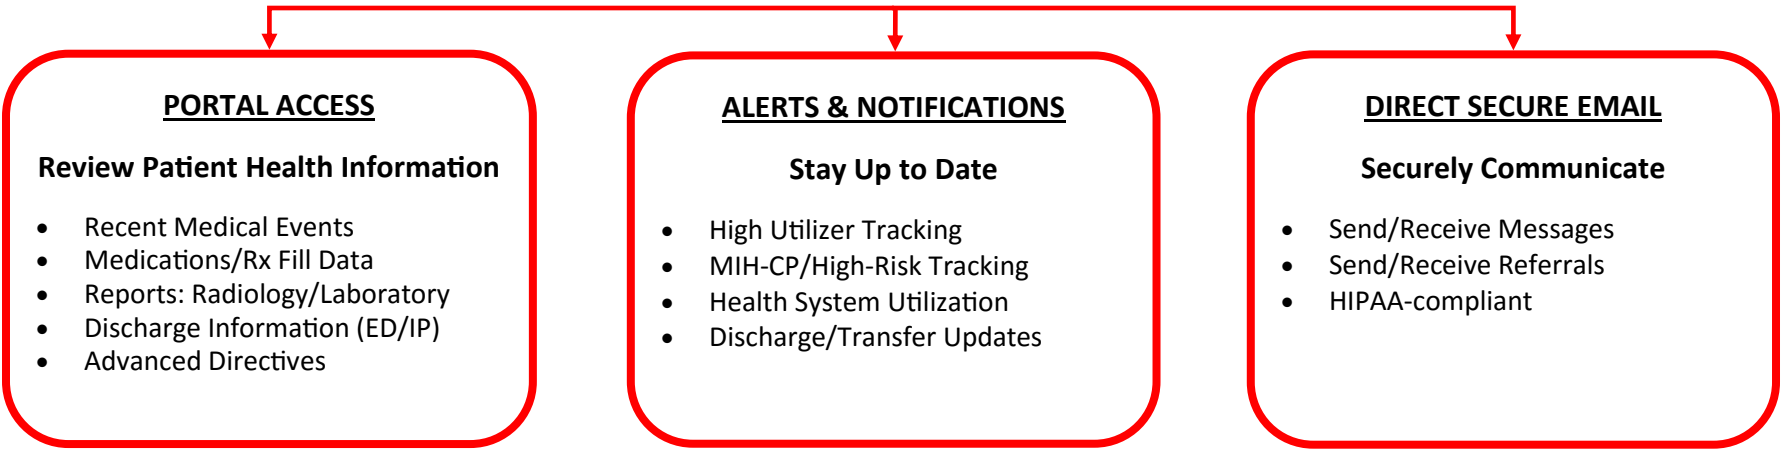 PORTAL ACCESS
Review Patient Health Information
• Recent Medical Events
• Medications/Rx Fill Data
• Reports: Radiology/Laboratory
• Discharge Information (ED/IP)
• Advanced Directives
ALERTS & NOTIFICATIONS
Stay Up to Date
• High Utilizer Tracking
• MIH-CP/High-Risk Tracking
• Health System Utilization
• Discharge/Transfer Updates
DIRECT SECURE EMAIL
Securely Communicate
• Send/Receive Messages
• Send/Receive Referrals
• HIPAA-compliant